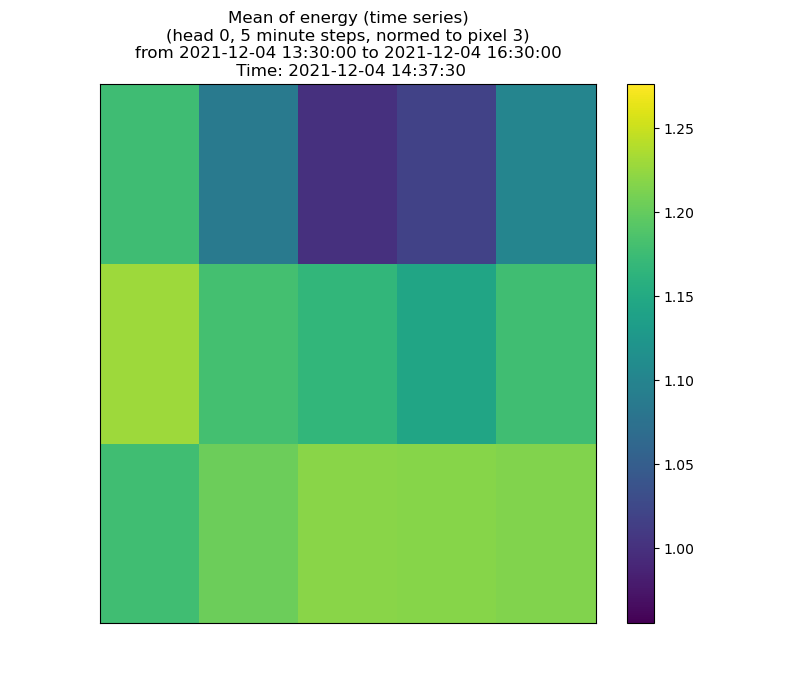 Mean of energy (time series)
(head 0, 5 minute steps, normed to pixel 3)
from 2021-12-04 13:30:00 to 2021-12-04 16:30:00
Time: 2021-12-04 14:37:30
1.25
1.20
1.15
1.10
1.05
1.00